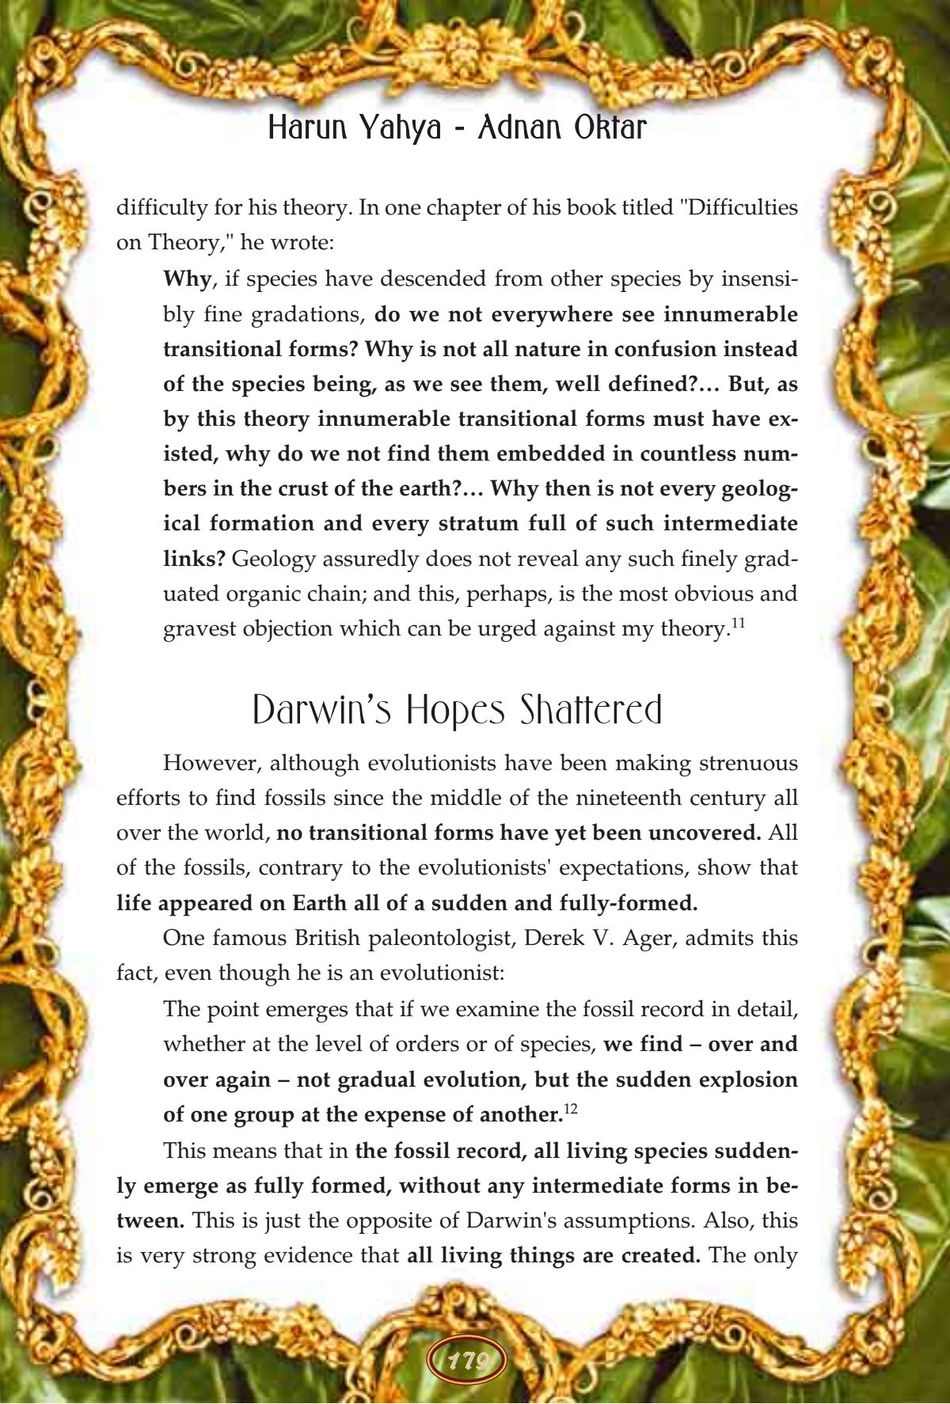 Harun Yahya - Adnan Oktar
difficulty for his theory. In one chapter of his book titled "Difficulties
on Theory," he wrote:
Why, if species have descended from other species by insensi-
bly fine gradations, do we not everywhere see innumerable
transitional forms? Why is not all nature in confusion instead
of the species being, as we see them, well defined?… But, as
by this theory innumerable transitional forms must have ex-
isted, why do we not find them embedded in countless num-
bers in the crust of the earth?… Why then is not every geolog-
ical formation and every stratum full of such intermediate
links? Geology assuredly does not reveal any such finely grad-
uated organic chain; and this, perhaps, is the most obvious and
gravest objection which can be urged against my theory.11
Darwin's Hopes Shattered
However, although evolutionists have been making strenuous
efforts to find fossils since the middle of the nineteenth century all
over the world, no transitional forms have yet been uncovered. All
of the fossils, contrary to the evolutionists' expectations, show that
life appeared on Earth all of a sudden and fully-formed.
One famous British paleontologist, Derek V. Ager, admits this
fact, even though he is an evolutionist:
The point emerges that if we examine the fossil record in detail,
whether at the level of orders or of species, we find – over and
over again – not gradual evolution, but the sudden explosion
of one group at the expense of another.12
This means that in the fossil record, all living species sudden-
ly emerge as fully formed, without any intermediate forms in be-
tween. This is just the opposite of Darwin's assumptions. Also, this
is very strong evidence that all living things are created. The only
179